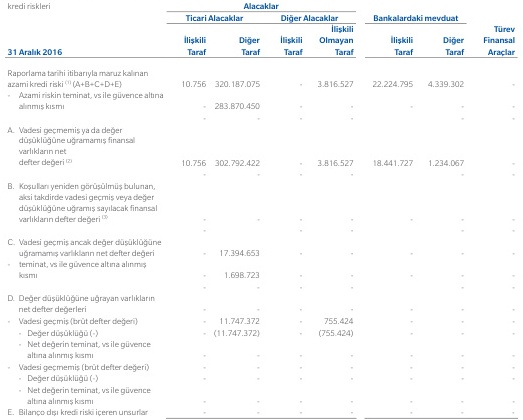 kredi riskleri Alacaklar
Ticari Alacaklar Diğer Alacaklar Bankalardaki mevduat
31 Aralık 2016 İlişkili Taraf Diğer Taraf İlişkili Taraf İlişkili Olmayan Taraf İlişkili Taraf Diğer Taraf Türev Finansal Araçlar
Raporlama tarihi itibarıyla maruz kalınan
azami kredi riski (1) (A+B+C+D+E) 10.756 320.187.075 - 3.816.527 22.224.795 4.339.302 -
- Azami riskin teminat, vs ile güvence altına
alınmış kısmı - 283.870.450 - - - - -
- - - - - - -
A. Vadesi geçmemiş ya da değer
düşüklüğüne uğramamış finansal
varlıkların net
defter değeri (2) 10.756 302.792.422 - 3.816.527 18.441.727 1.234.067 -
- - - - - - -
B. Koşulları yeniden görüşülmüş bulunan,
aksi takdirde vadesi geçmiş veya değer
düşüklüğüne uğramış sayılacak finansal
varlıkların defter değeri (3) - - - - - - -
- - - - - - -
C. Vadesi geçmiş ancak değer düşüklüğüne
uğramamış varlıkların net defter değeri - 17.394.653 - - - - -
- teminat, vs ile güvence altına alınmış
kısmı - 1.698.723 - - - - -
- - - - - - -
D. Değer düşüklüğüne uğrayan varlıkların
net defter değerleri - - - - - - -
- Vadesi geçmiş (brüt defter değeri) - 11.747.372 - 755.424 - - -
- Değer düşüklüğü (-) - (11.747.372) - (755.424) - - -
- Net değerin teminat, vs ile güvence
altına alınmış kısmı - - - - - - -
- Vadesi geçmemiş (brüt defter değeri) - - - - - - -
- Değer düşüklüğü (-) - - - - - - -
- Net değerin teminat, vs ile güvence
altına alınmış kısmı - - - - - - -
E. Bilanço dışı kredi riski içeren unsurlar - - - - - - -